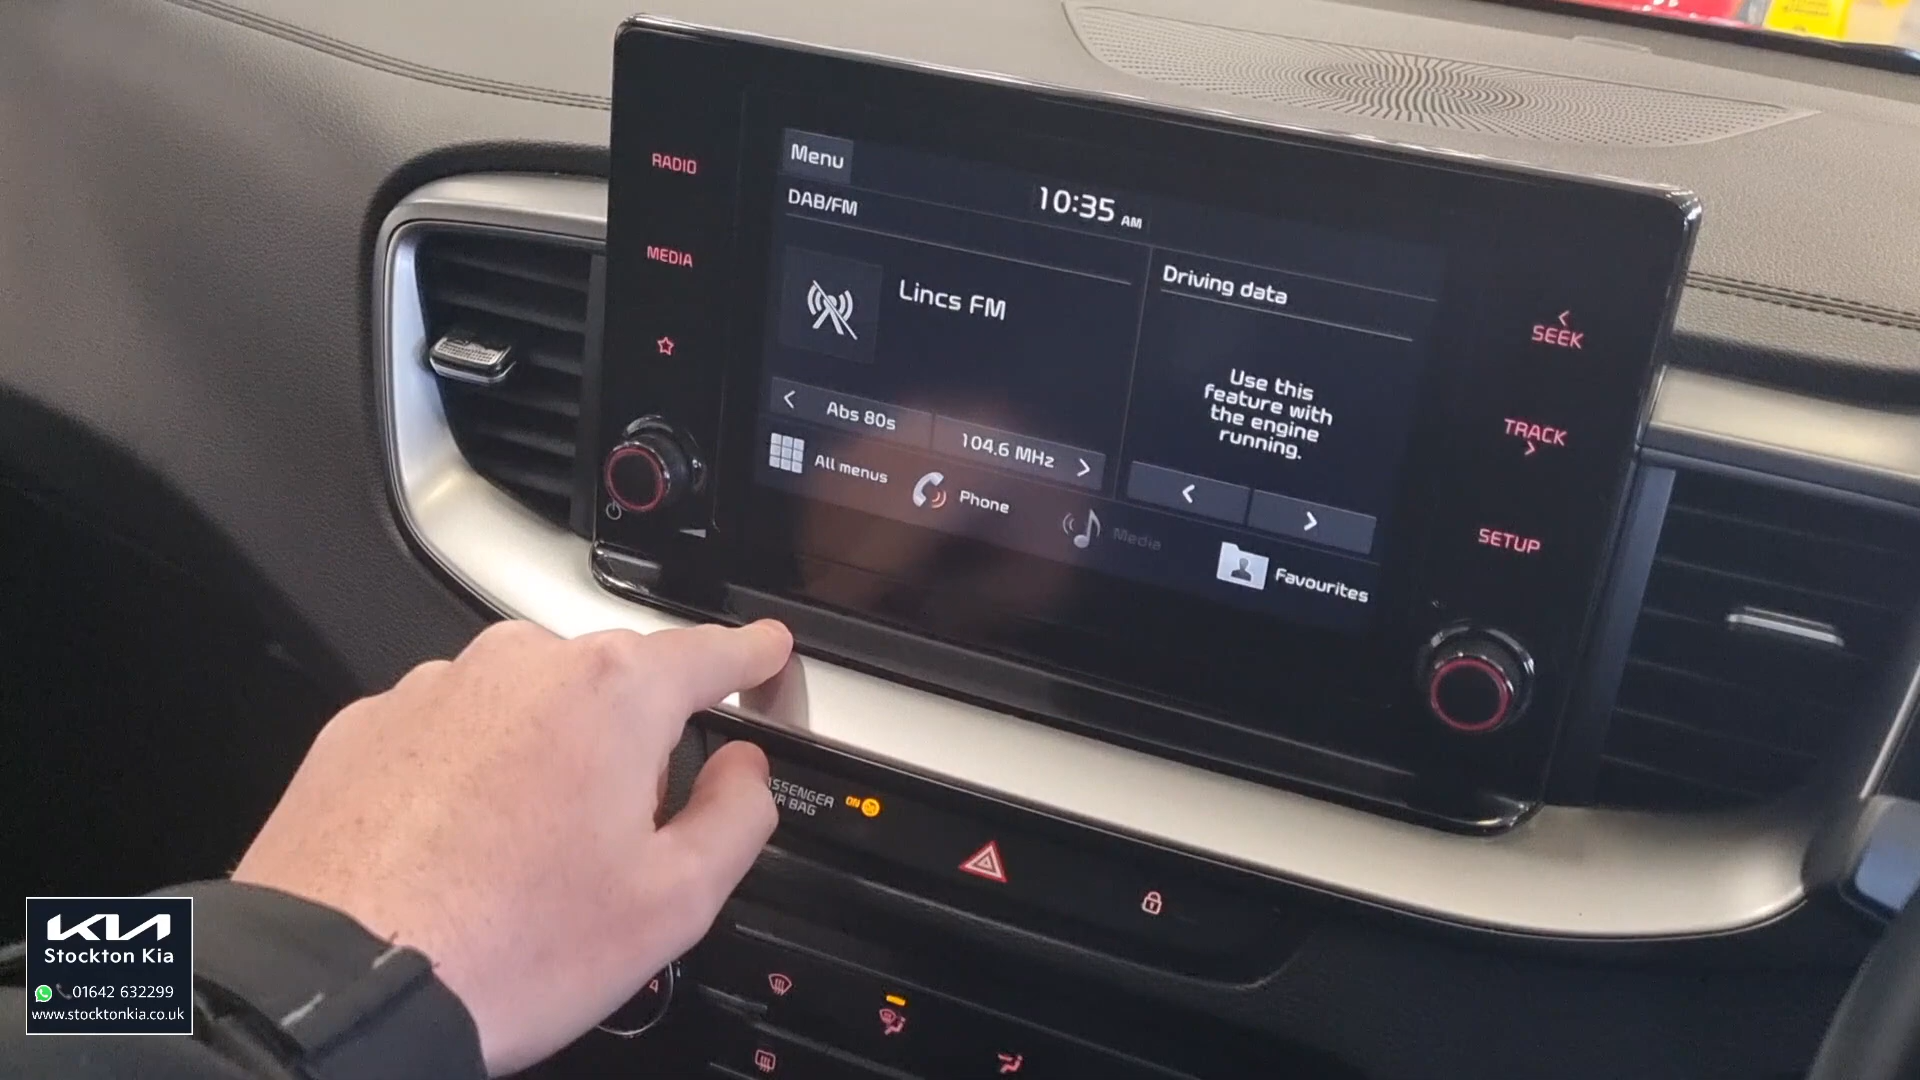 RADIO
MEDIA
Menu
10:35 AM
DAB/FM
Lincs FM
Abs 80s
104.6 MHz
Driving data
Use this
feature with
the engine
running.
All menus
Phone
Media
Favourites
SEEK
TRACK
SETUP
ON
4
KIA
Stockton Kia
01642 632299
www.stocktonkia.co.uk